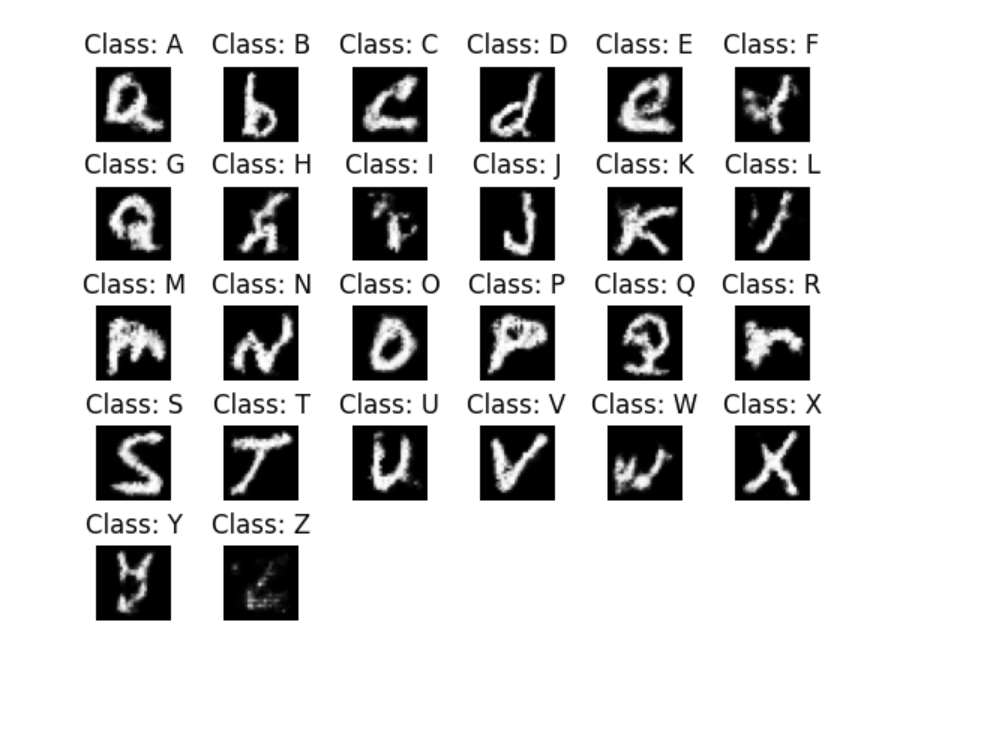 Class: A Class: B Class: C Class: D Class: E Class: F
a b c d e
Class: G Class: H Class: I Class: J Class: K Class: L
J K
Class: M Class: N Class: O Class: P Class: Q Class: R
m N O P Q r
Class: S Class: T Class: U Class: V Class: W Class: X
S T U V w X
Class: Y Class: Z
y